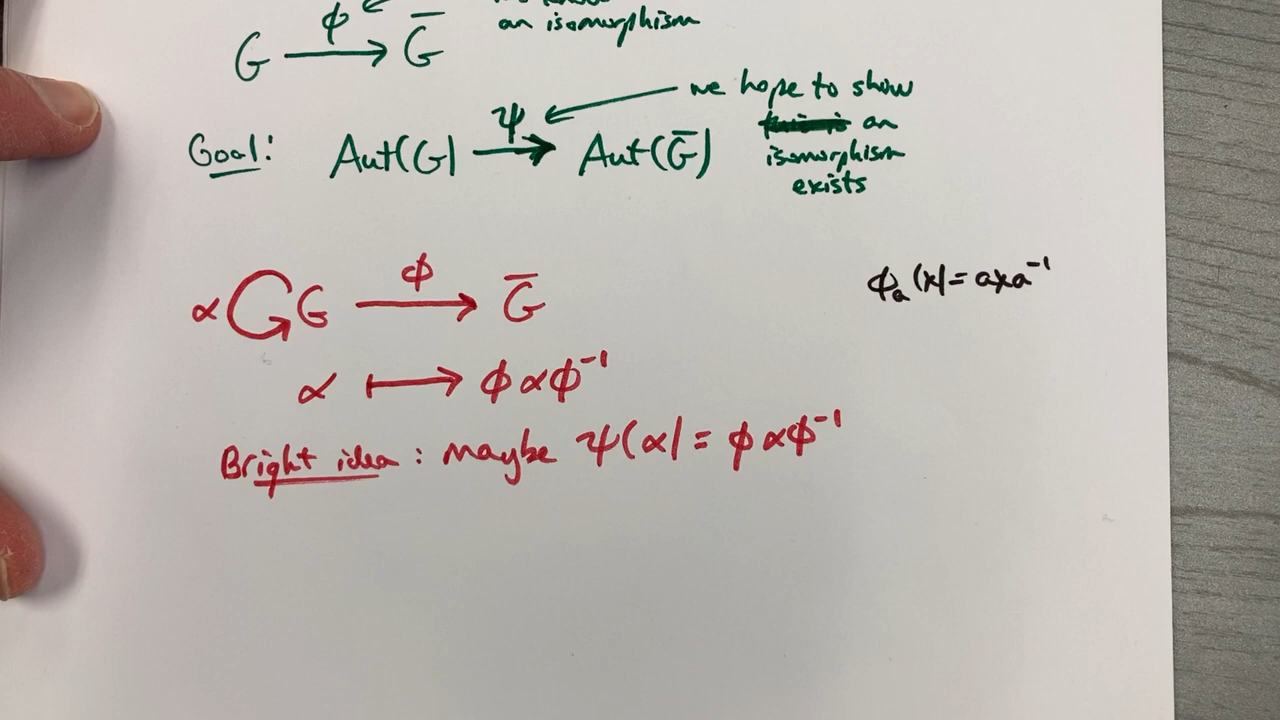 an isomorphism
G —ϕ→ G̅
we hope to show
Goal: Aut(G) —ψ→ Aut(G̅)
an
isomorphism
exists
ϕₐ(x) = axa⁻¹
α G —ϕ→ G̅
α ⟼ ϕαϕ⁻¹
Bright idea: maybe ψ(α) = ϕαϕ⁻¹